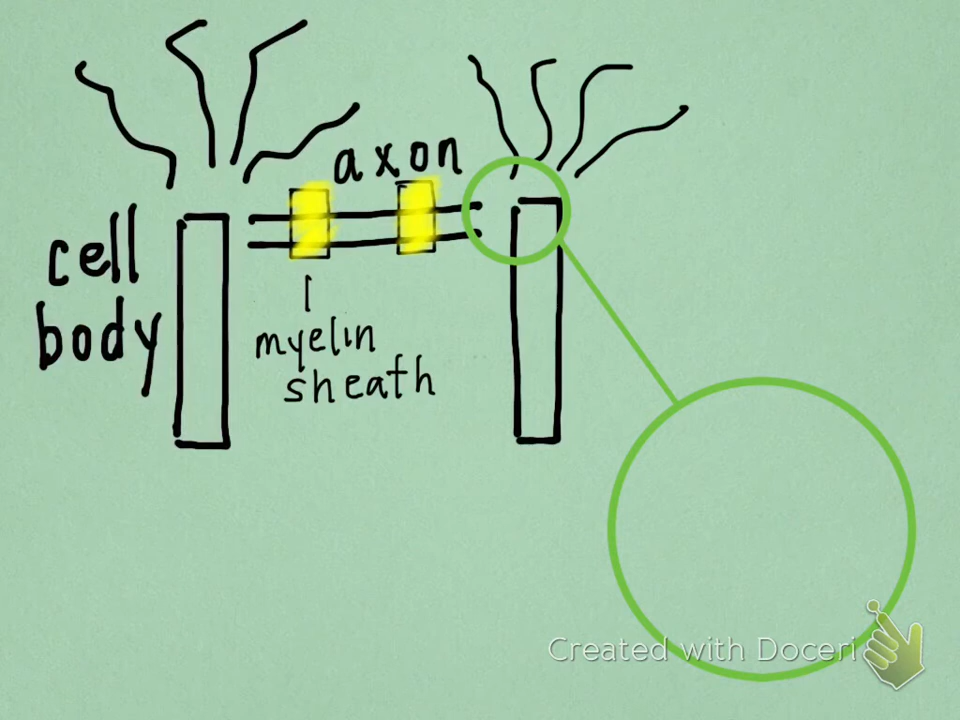 axon
cell
body
myelin
sheath
Created with Doceri